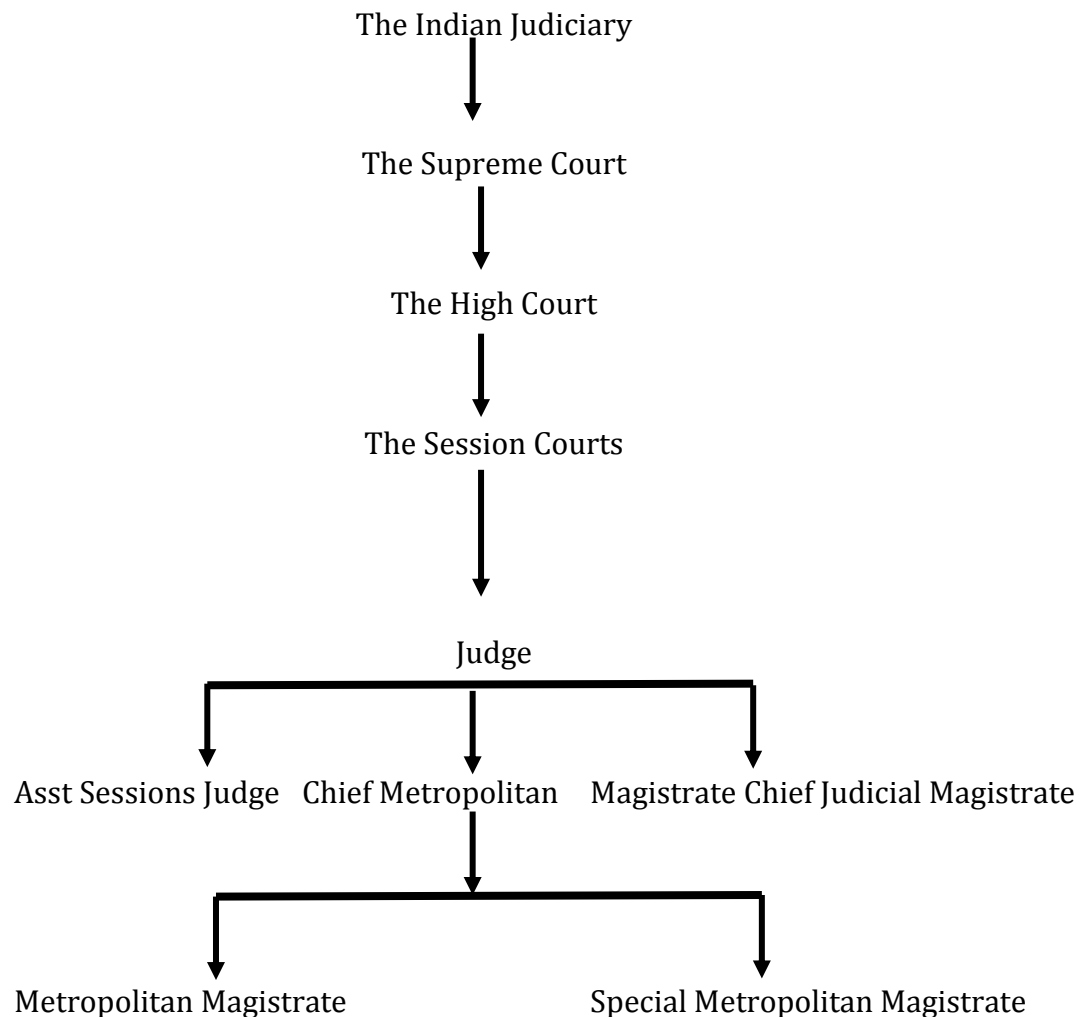 The Indian Judiciary
The Supreme Court
The High Court
The Session Courts
Judge
Asst Sessions Judge Chief Metropolitan Magistrate Chief Judicial Magistrate
Metropolitan Magistrate Special Metropolitan Magistrate